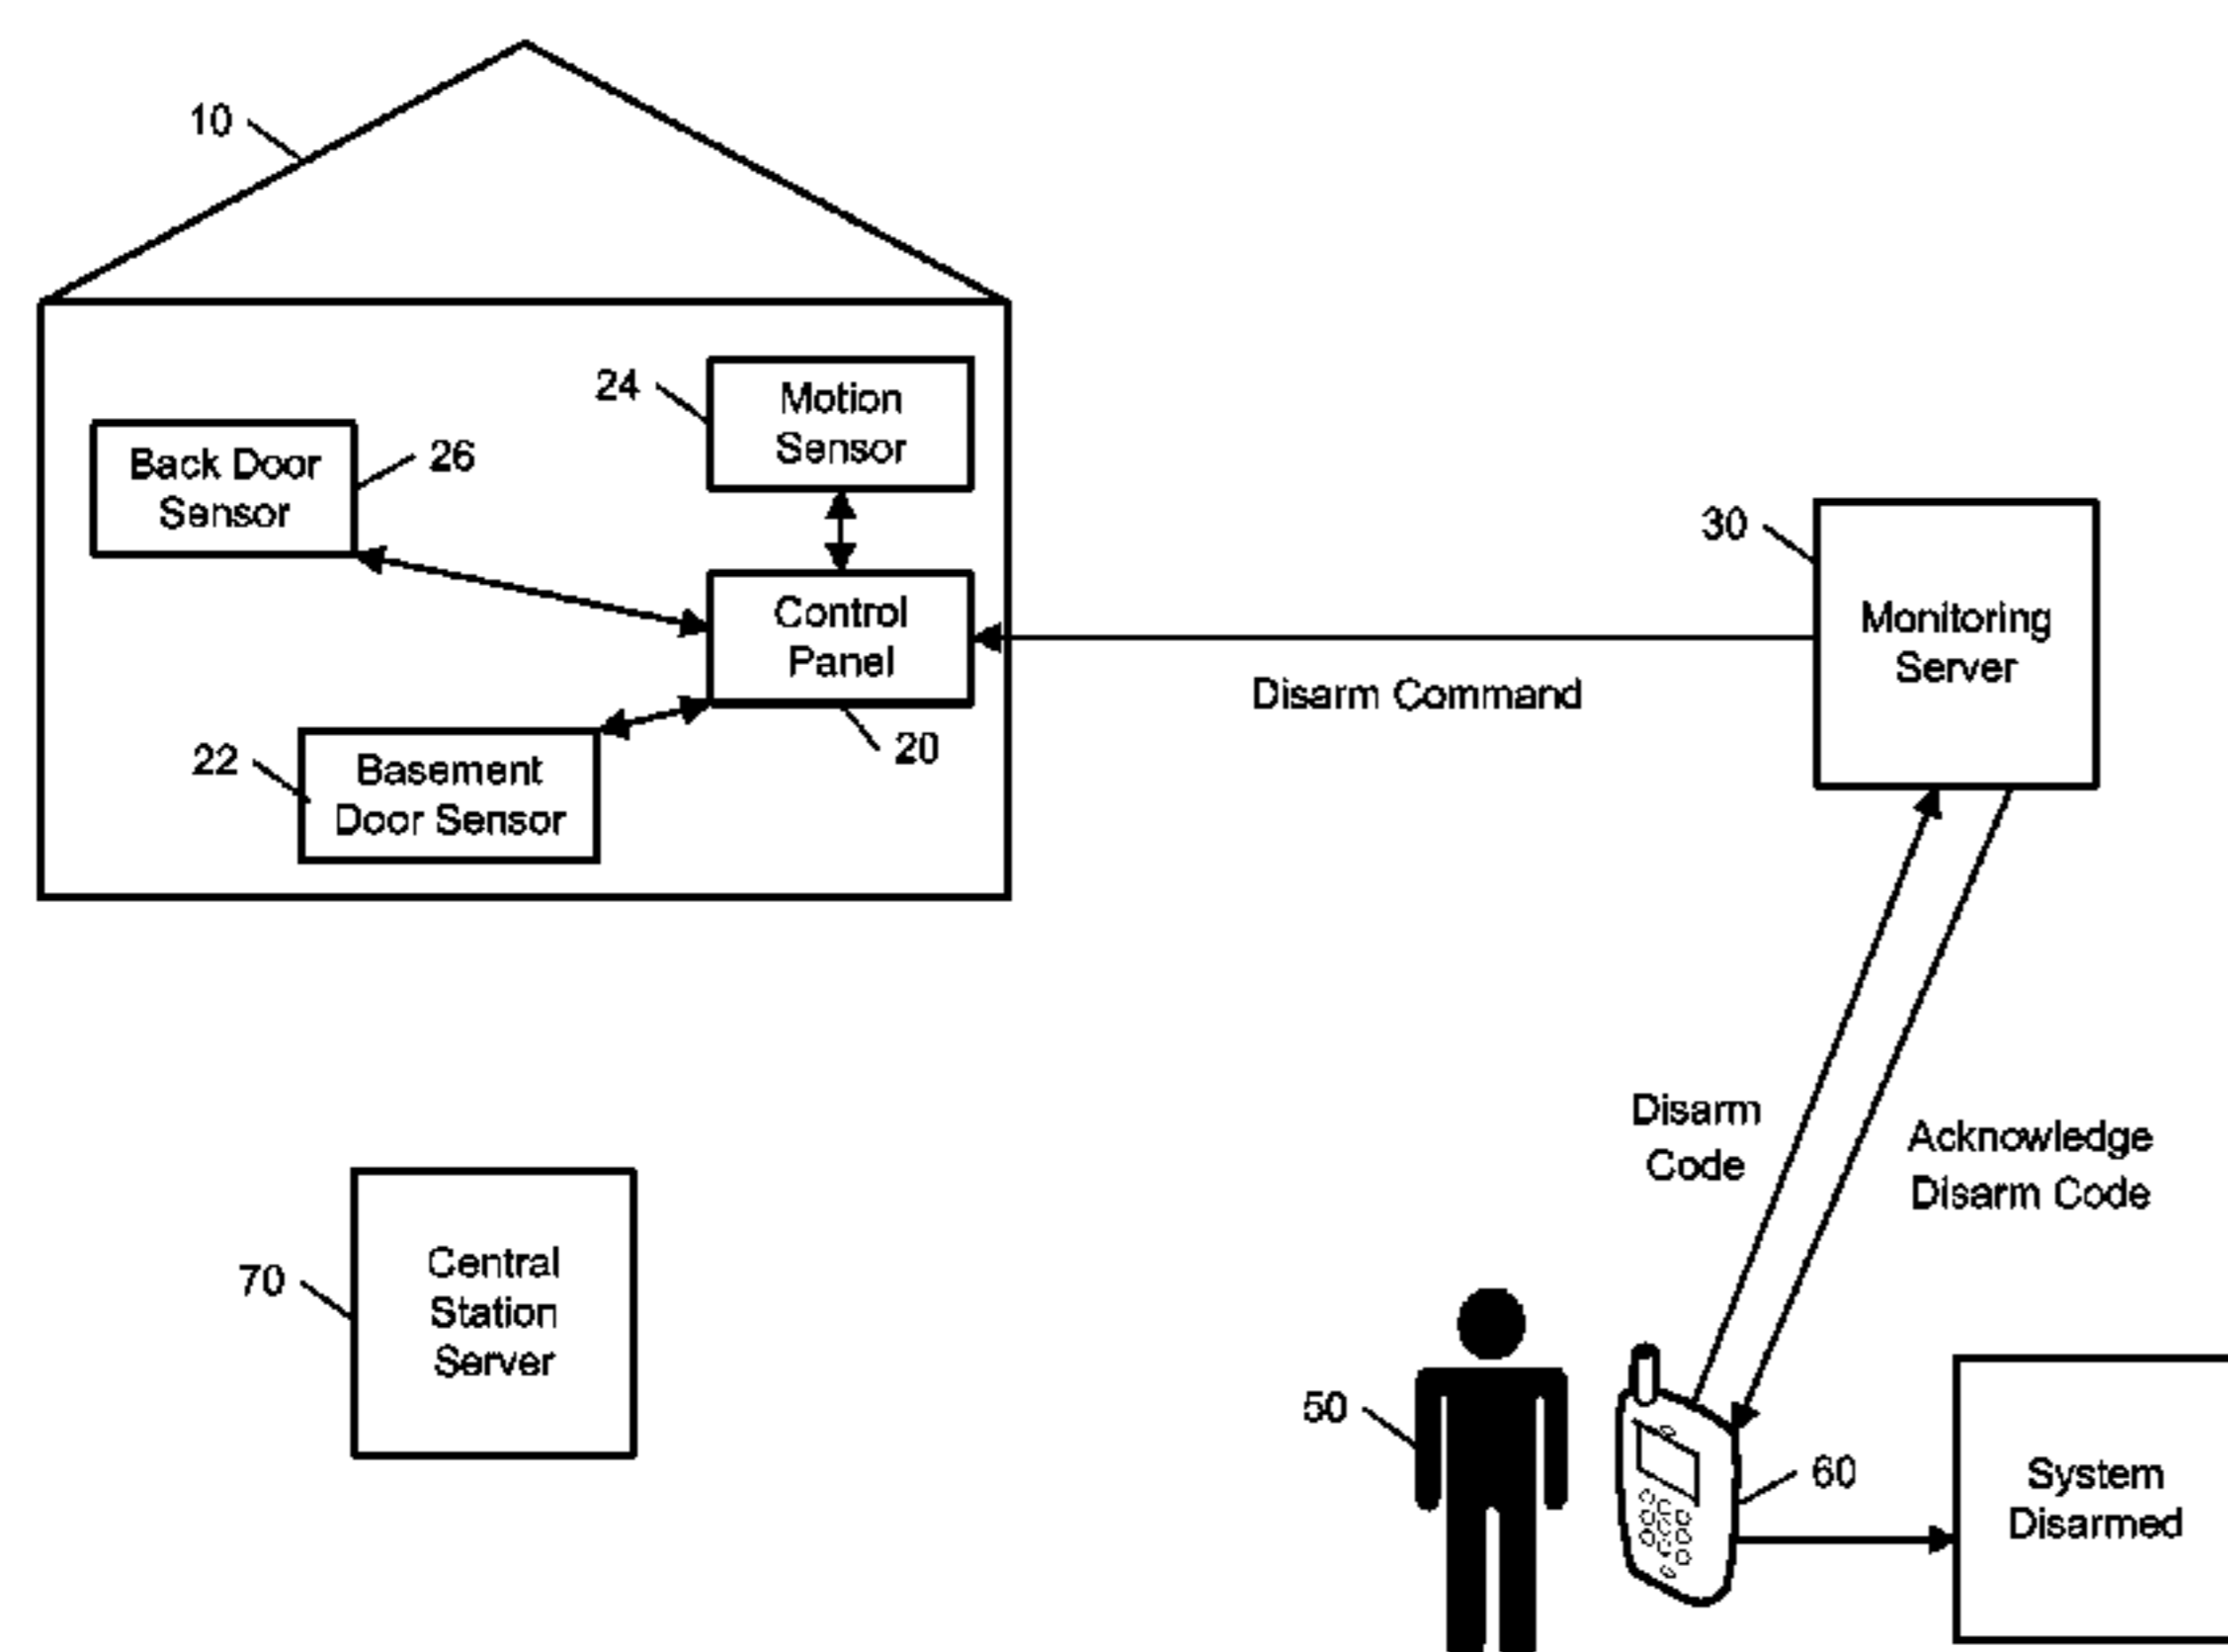 10
24
Motion
Sensor
Back Door
Sensor
26
30
Monitoring
Server
Control
Panel
Disarm Command
20
22
Basement
Door Sensor
Disarm
Code
Acknowledge
Disarm Code
70
Central
Station
Server
50
60
System
Disarmed